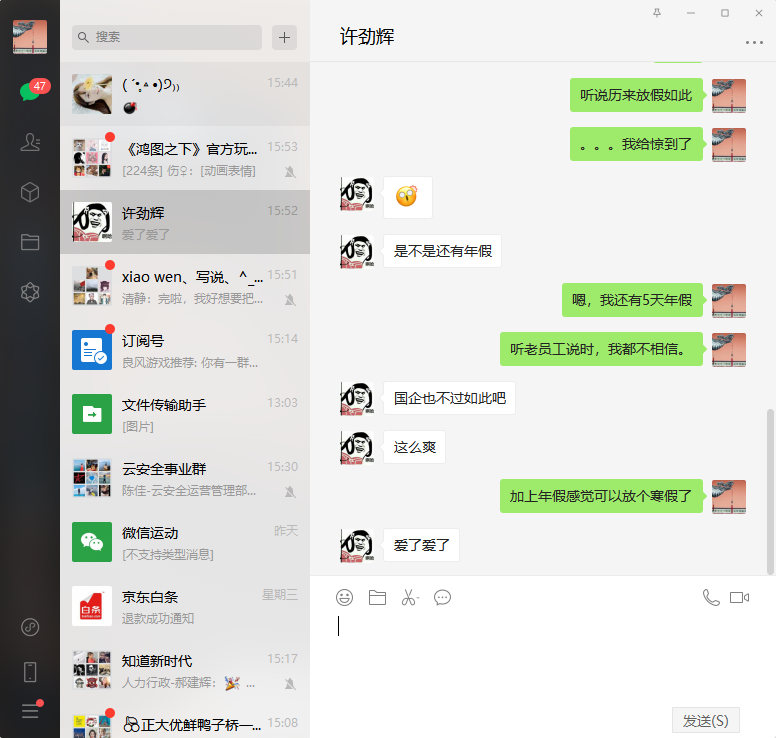 47
搜索
15:44
《鸿图之下》官方玩...
15:53
[224条] 伤♀: [动画表情]
许劲辉
15:52
爱了爱了
xiao wen、写说、^_...
15:51
清静: 完啦, 我好想要把...
订阅号
15:14
良风游戏推荐: 你有一群...
文件传输助手
13:03
[图片]
云安全事业群
15:30
陈佳-云安全运营管理部...
微信运动
昨天
[不支持类型消息]
京东白条
星期三
白条
退款成功通知
知道新时代
15:17
人力行政-郝建辉: 🎉 ...
正大优鲜鸭子桥一...
15:08
许劲辉
听说历来放假如此
。。。我给惊到了
是不是还有年假
嗯，我还有5天年假
听老员工说时，我都不相信。
国企也不过如此吧
这么爽
加上年假感觉可以放个寒假了
爱了爱了
发送(S)